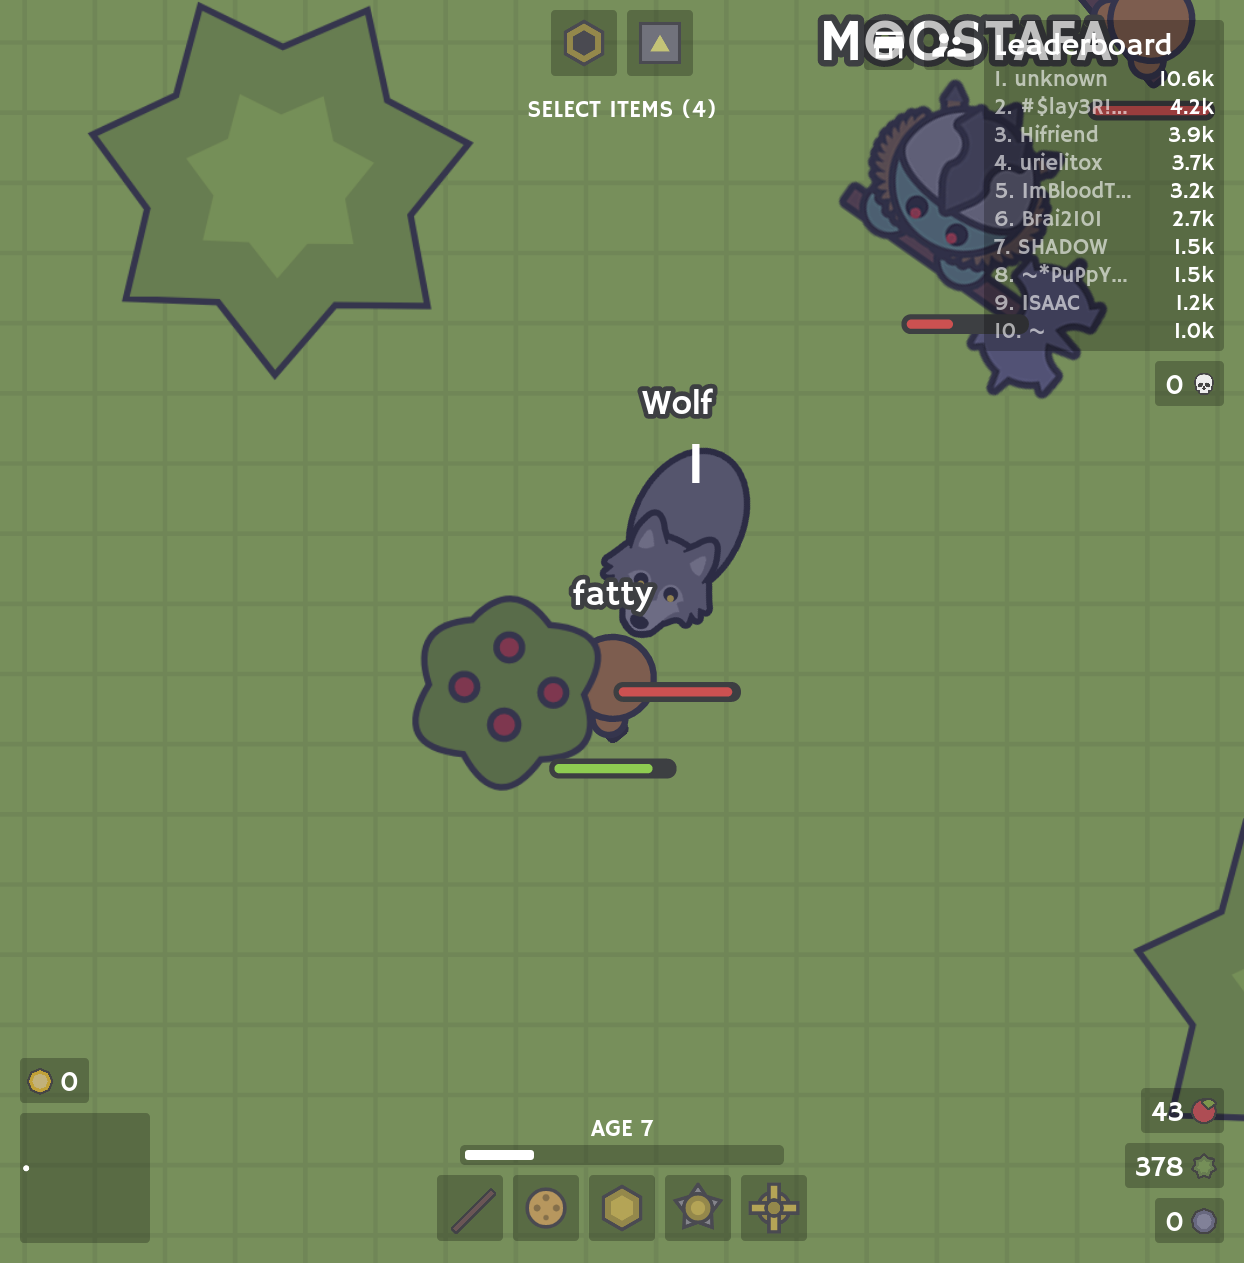 MOOSTAFA
Leaderboard
1. unknown 10.6k
2. #$lay3R!... 4.2k
3. Hifriend 3.9k
4. urielitox 3.7k
5. ImBloodT... 3.2k
6. Brai2101 2.7k
7. SHADOW 1.5k
8. ~*PuPpY... 1.5k
9. ISAAC 1.2k
10. ~ 1.0k
SELECT ITEMS (4)
0
Wolf
fatty
0
AGE 7
43
378
0